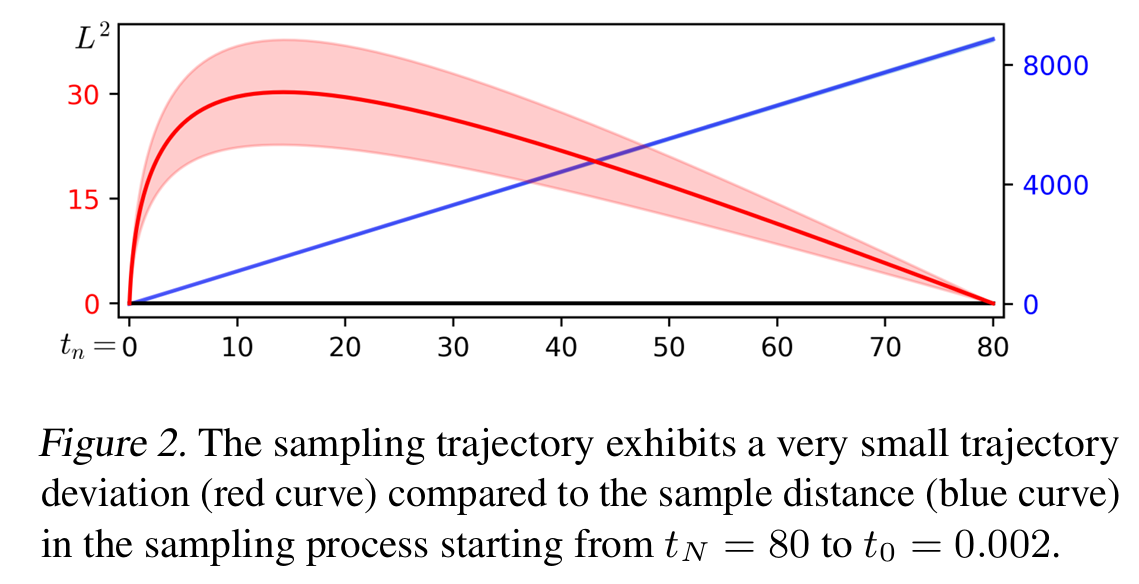 L²
30
15
0
8000
4000
0
tₙ = 0 10 20 30 40 50 60 70 80
Figure 2. The sampling trajectory exhibits a very small trajectory
deviation (red curve) compared to the sample distance (blue curve)
in the sampling process starting from t_N = 80 to t₀ = 0.002.